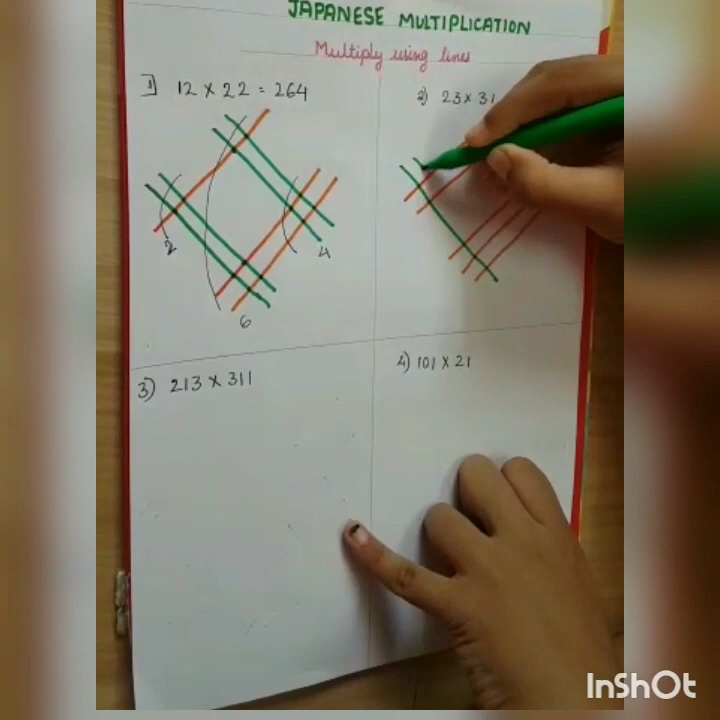 JAPANESE MULTIPLICATION
Multiply using lines
1) 12 x 22 = 264
2) 23 x 31
2
4
6
3) 213 x 311
4) 101 x 21
InShOt